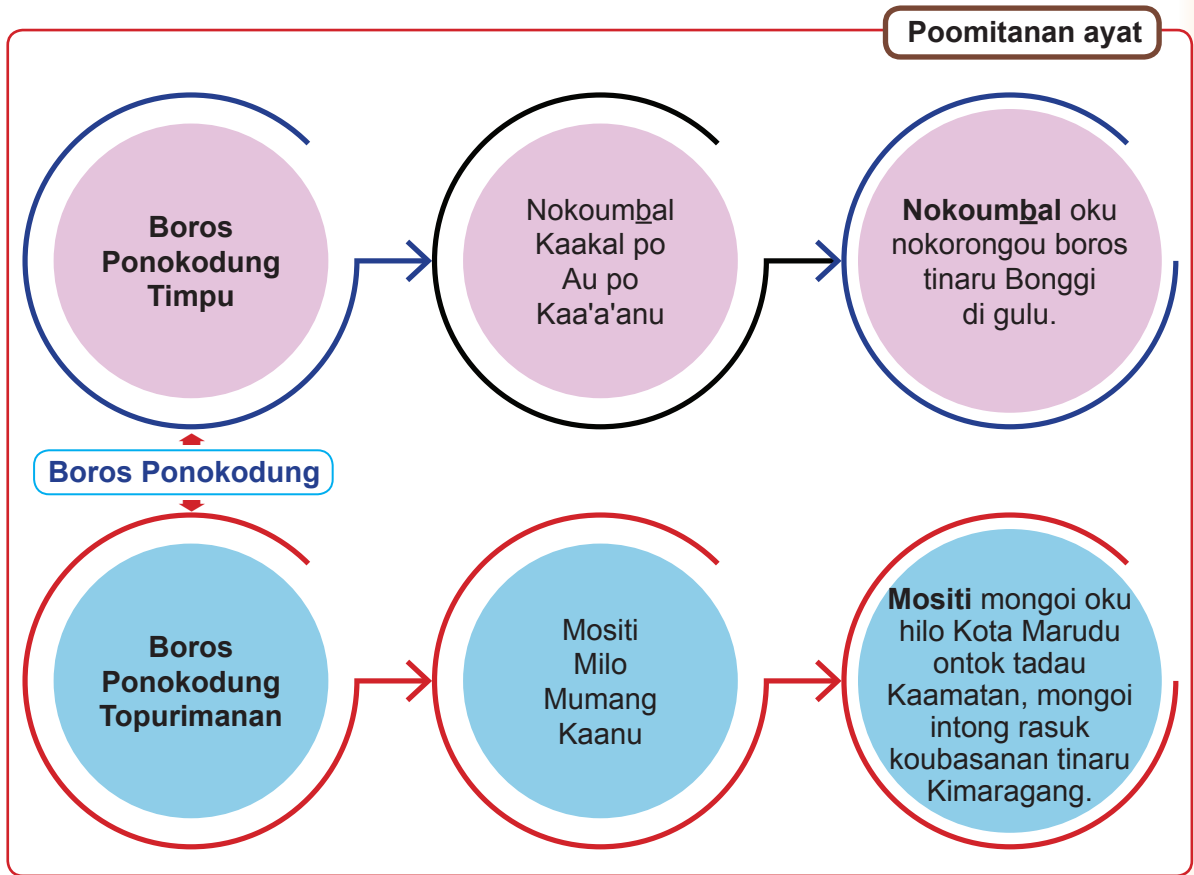 Poomitanan ayat
Boros
Ponokodung
Timpu
Nokoumbal
Kaakal po
Au po
Kaa'a'anu
Nokoumbal oku
nokorongou boros
tinaru Bonggi
di gulu.
Boros Ponokodung
Boros
Ponokodung
Topurimanan
Mositi
Milo
Mumang
Kaanu
Mositi mongoi oku
hilo Kota Marudu
ontok tadau
Kaamatan, mongoi
intong rasuk
koubasanan tinaru
Kimaragang.